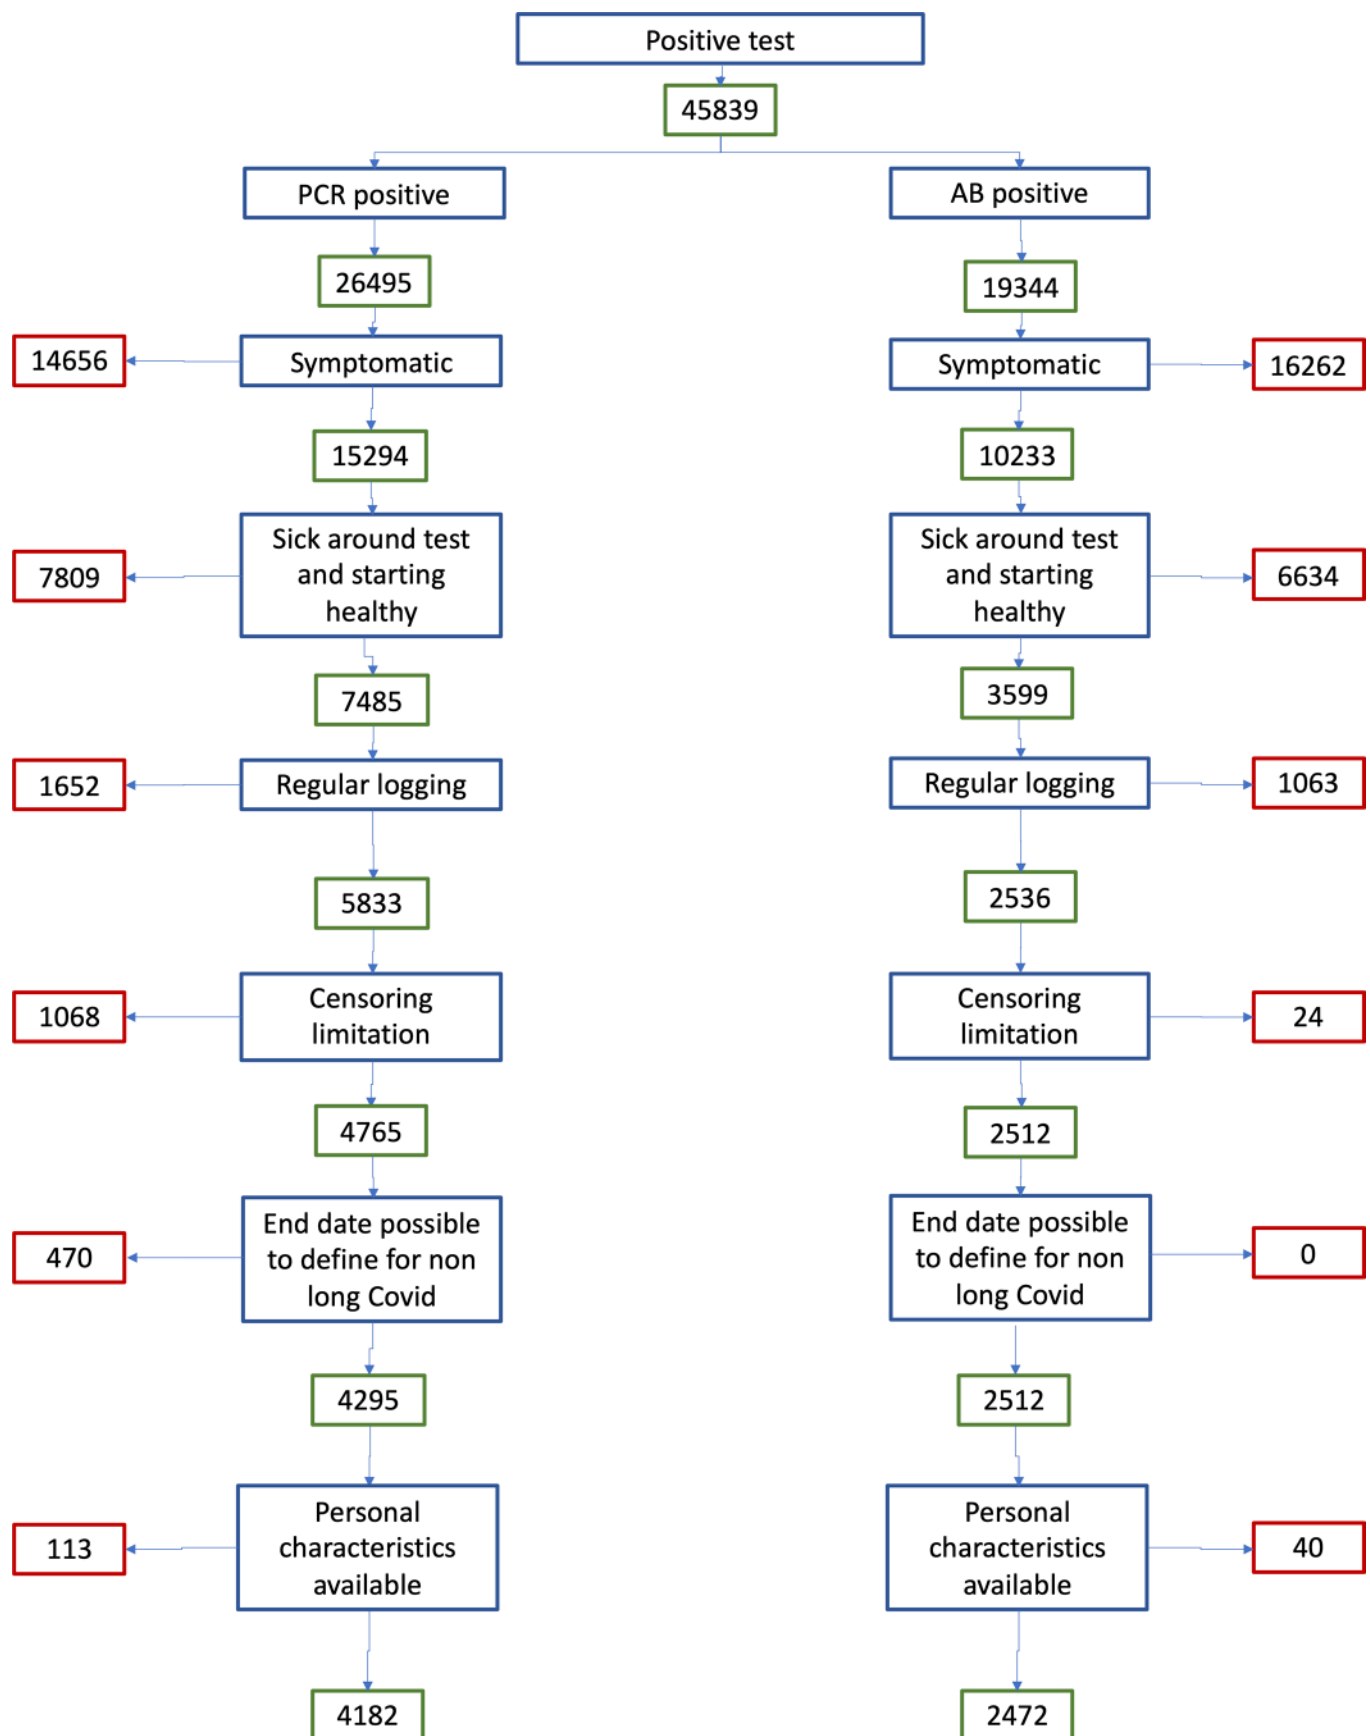 Positive test
45839
PCR positive
AB positive
26495
19344
14656
Symptomatic
Symptomatic
16262
15294
10233
7809
Sick around test
and starting
healthy
Sick around test
and starting
healthy
6634
7485
3599
1652
Regular logging
Regular logging
1063
5833
2536
1068
Censoring
limitation
Censoring
limitation
24
4765
2512
470
End date possible
to define for non
long Covid
End date possible
to define for non
long Covid
0
4295
2512
113
Personal
characteristics
available
Personal
characteristics
available
40
4182
2472